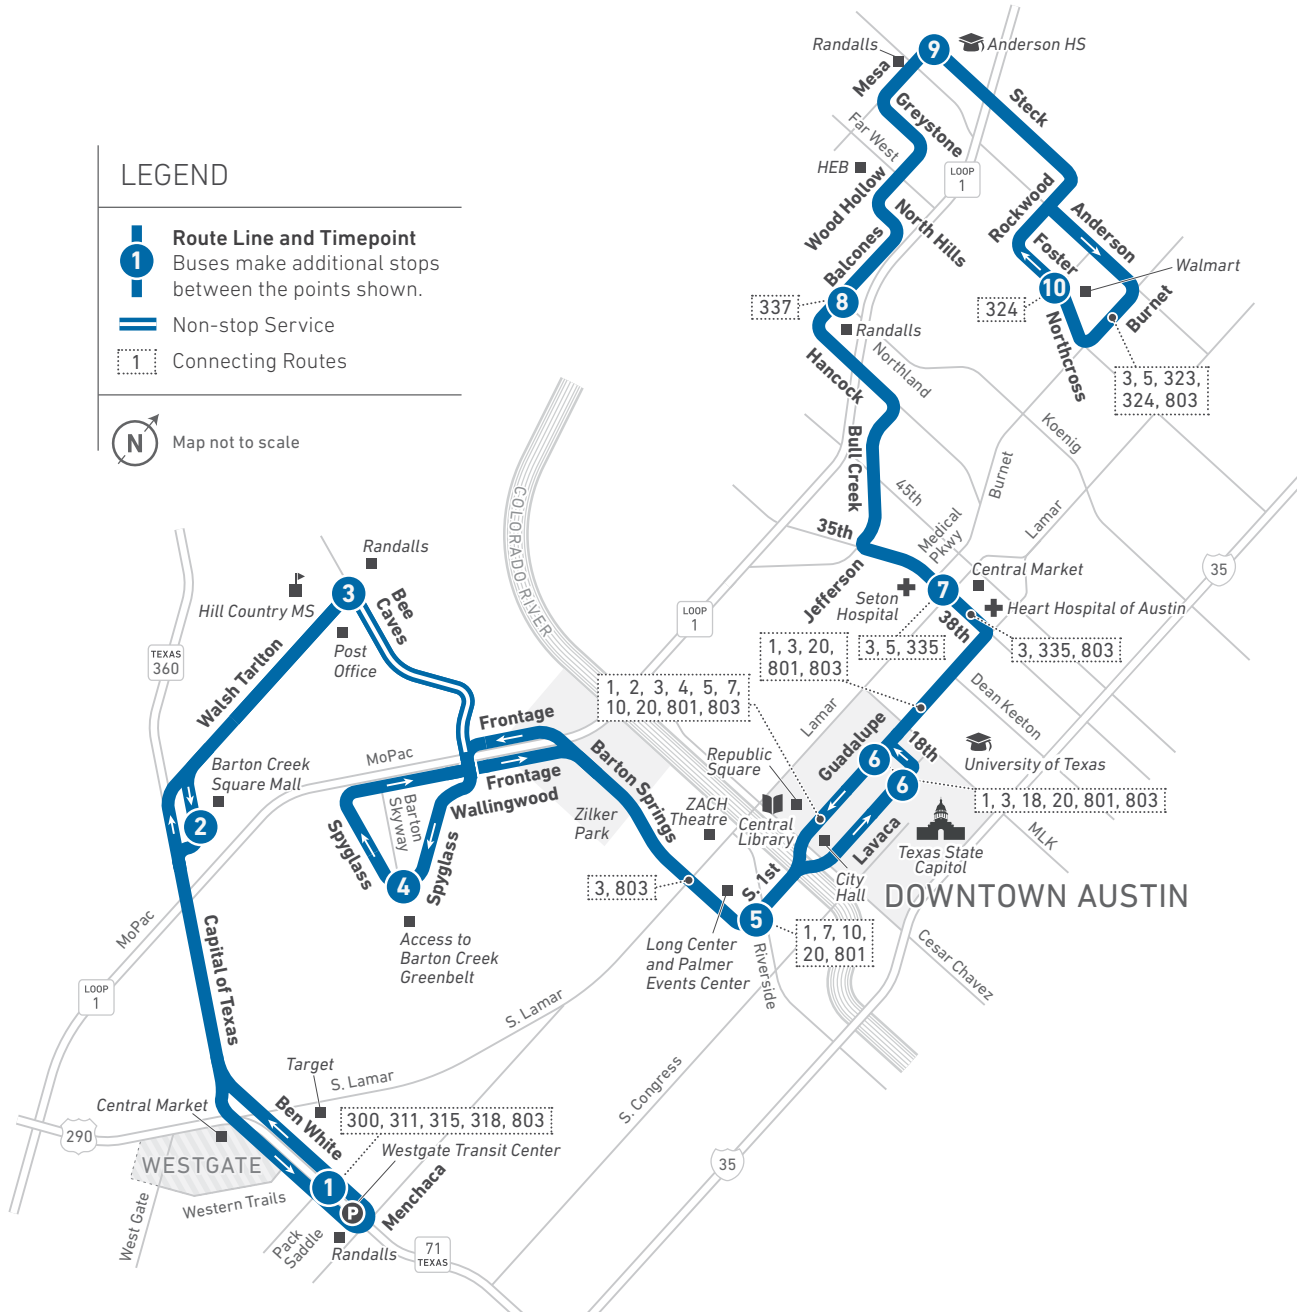 LEGEND
1
Route Line and Timepoint
Buses make additional stops
between the points shown.
Non-stop Service
1
Connecting Routes
N
Map not to scale
Randalls
9
Anderson HS
Mesa
Greystone
Steck
Far West
HEB
LOOP
1
Wood Hollow
North Hills
Balcones
Rockwood
Anderson
Foster
Walmart
10
324
Burnet
Northcross
337
8
Randalls
3, 5, 323,
324, 803
Hancock
Northland
Koenig
Bull Creek
Burnet
45th
Lamar
35th
Medical
Pkwy
Jefferson
Central Market
Seton
Hospital
7
Heart Hospital of Austin
38th
35
3, 5, 335
3, 335, 803
1, 3, 20,
801, 803
Dean Keeton
COLORADO RIVER
LOOP
1
Randalls
Hill Country MS
3
Bee
Caves
Post
Office
TEXAS
360
Walsh Tarlton
1, 2, 3, 4, 5, 7,
10, 20, 801, 803
Lamar
Guadalupe
18th
University of Texas
6
6
1, 3, 18, 20, 801, 803
Republic
Square
Frontage
MoPac
Frontage
Wallingwood
Barton Springs
Barton Creek
Square Mall
2
Barton
Skyway
Spyglass
Spyglass
4
Zilker
Park
ZACH
Theatre
Central
Library
Lavaca
Texas State
Capitol
MLK
City
Hall
DOWNTOWN AUSTIN
3, 803
S. 1st
5
1, 7, 10,
20, 801
Long Center
and Palmer
Events Center
Riverside
Cesar Chavez
Access to
Barton Creek
Greenbelt
MoPac
LOOP
1
Capital of Texas
S. Lamar
S. Lamar
S. Congress
Target
Central Market
290
Ben White
300, 311, 315, 318, 803
Westgate Transit Center
WESTGATE
1
P
Menchaca
Western Trails
West Gate
Pack
Saddle
Randalls
71
TEXAS
35